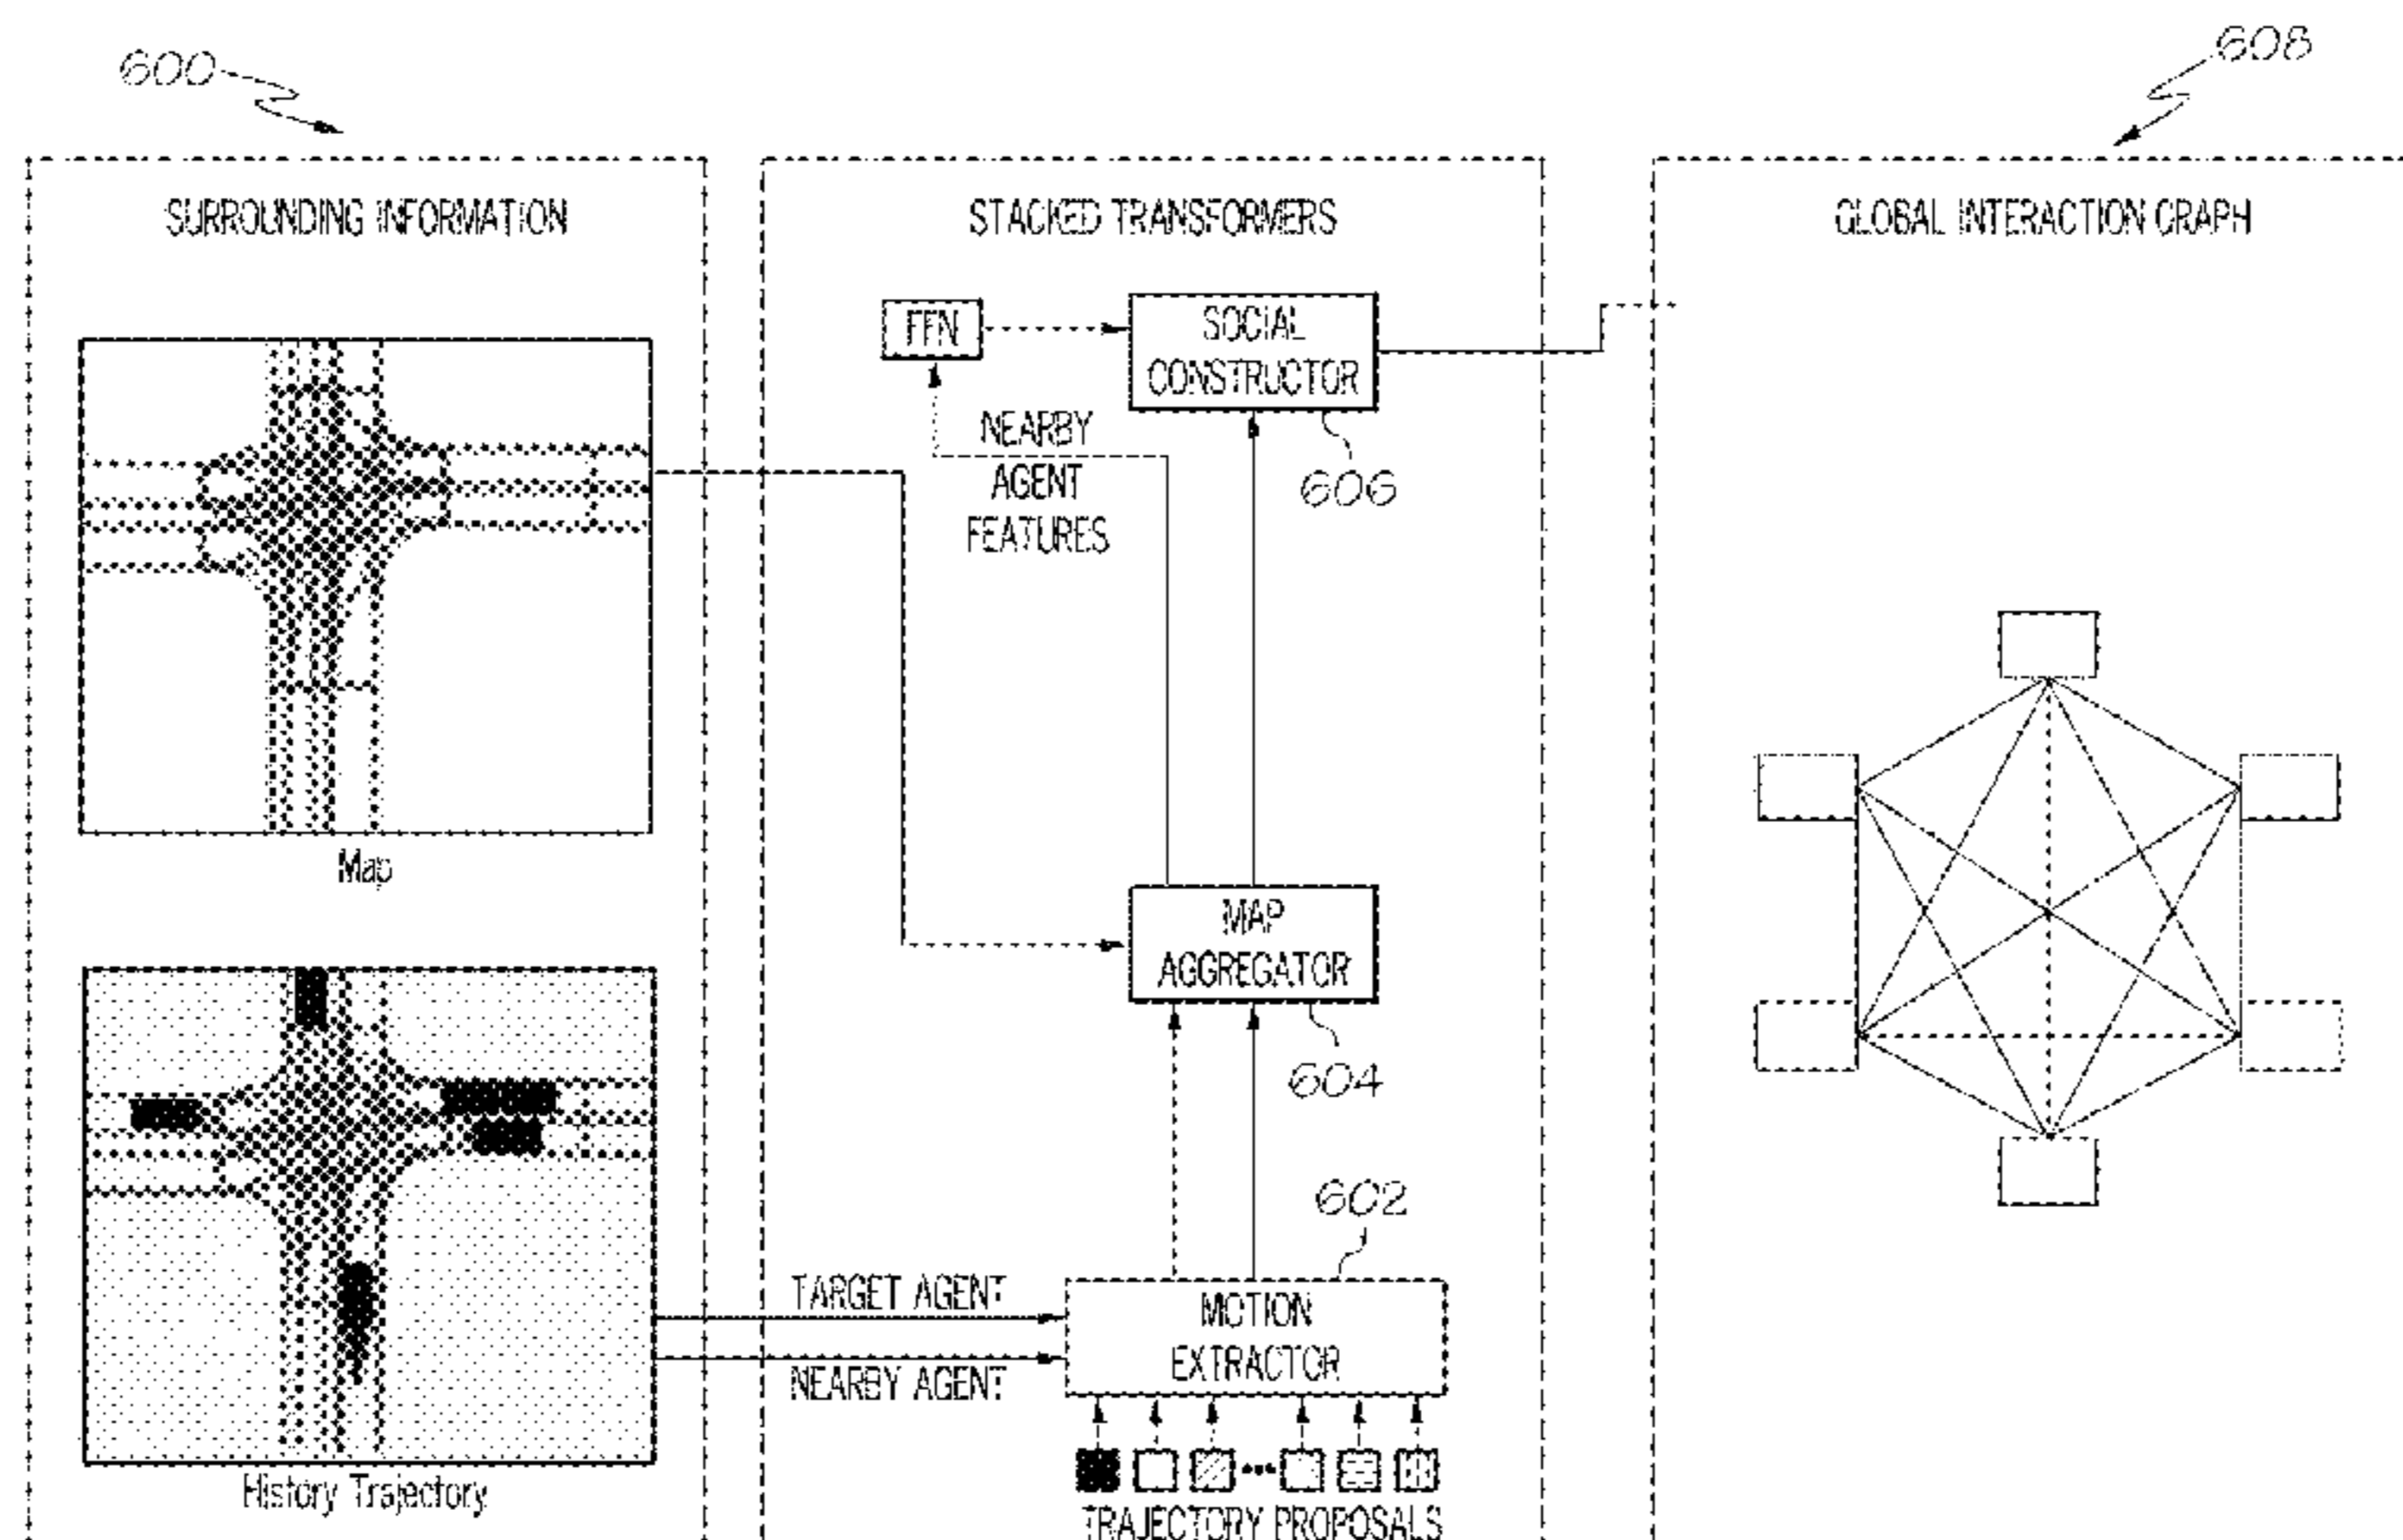 600
608
SURROUNDING INFORMATION
STACKED TRANSFORMERS
GLOBAL INTERACTION GRAPH
FFN
SOCIAL
CONSTRUCTOR
NEARBY
AGENT
FEATURES
606
Map
MAP
AGGREGATOR
604
602
TARGET AGENT
NEARBY AGENT
MOTION
EXTRACTOR
History Trajectory
TRAJECTORY PROPOSALS